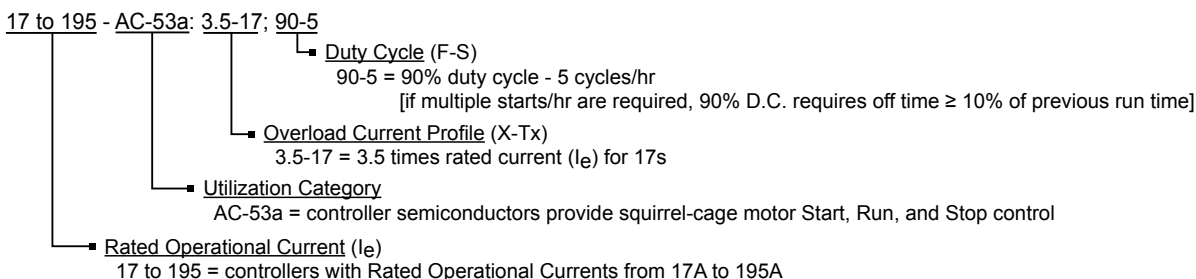 17 to 195 - AC-53a: 3.5-17; 90-5
Duty Cycle (F-S)
90-5 = 90% duty cycle - 5 cycles/hr
[if multiple starts/hr are required, 90% D.C. requires off time ≥ 10% of previous run time]
Overload Current Profile (X-Tx)
3.5-17 = 3.5 times rated current (Ie) for 17s
Utilization Category
AC-53a = controller semiconductors provide squirrel-cage motor Start, Run, and Stop control
Rated Operational Current (Ie)
17 to 195 = controllers with Rated Operational Currents from 17A to 195A